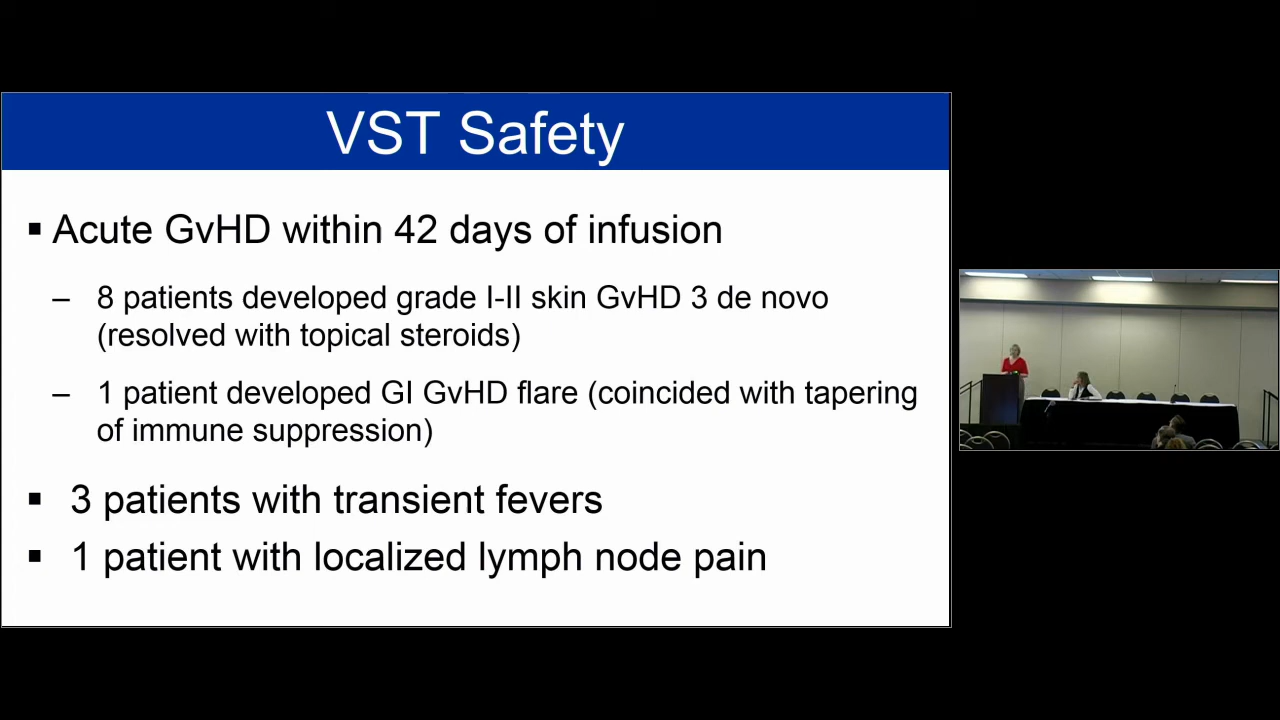 VST Safety
▪ Acute GvHD within 42 days of infusion
– 8 patients developed grade I-II skin GvHD 3 de novo
(resolved with topical steroids)
– 1 patient developed GI GvHD flare (coincided with tapering
of immune suppression)
▪ 3 patients with transient fevers
▪ 1 patient with localized lymph node pain